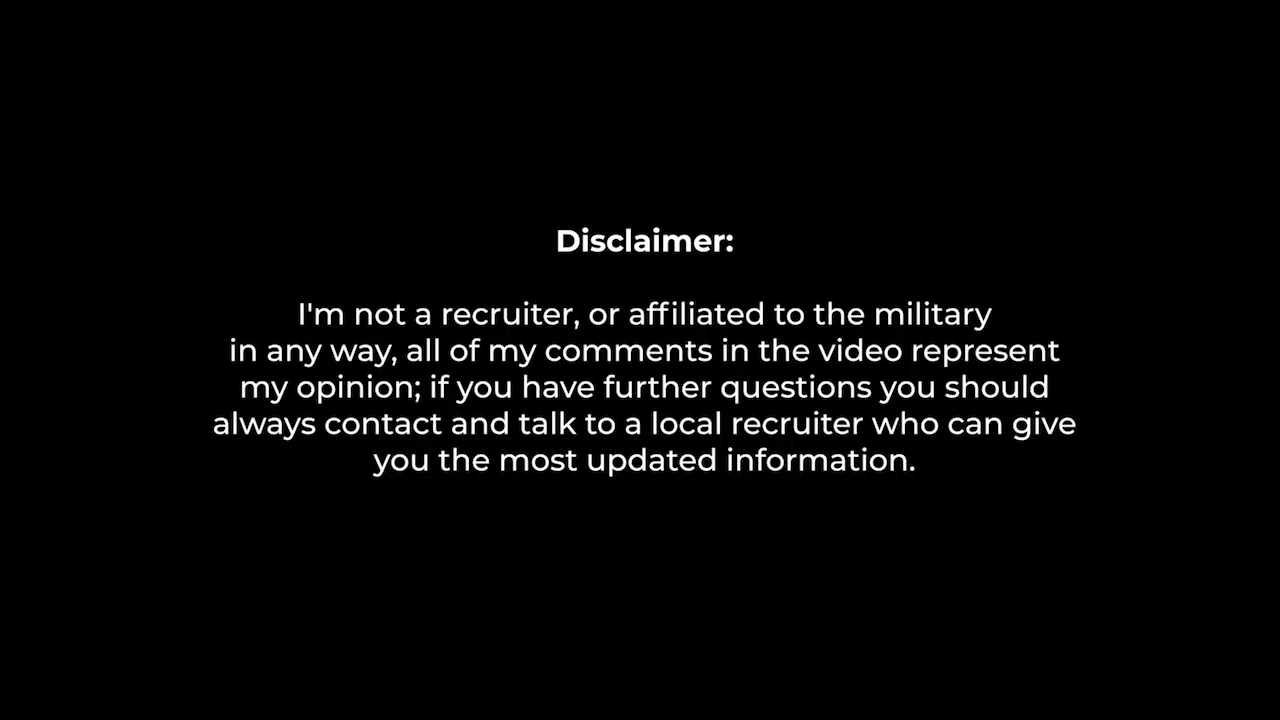 Disclaimer:
I'm not a recruiter, or affiliated to the military
in any way, all of my comments in the video represent
my opinion; if you have further questions you should
always contact and talk to a local recruiter who can give
you the most updated information.